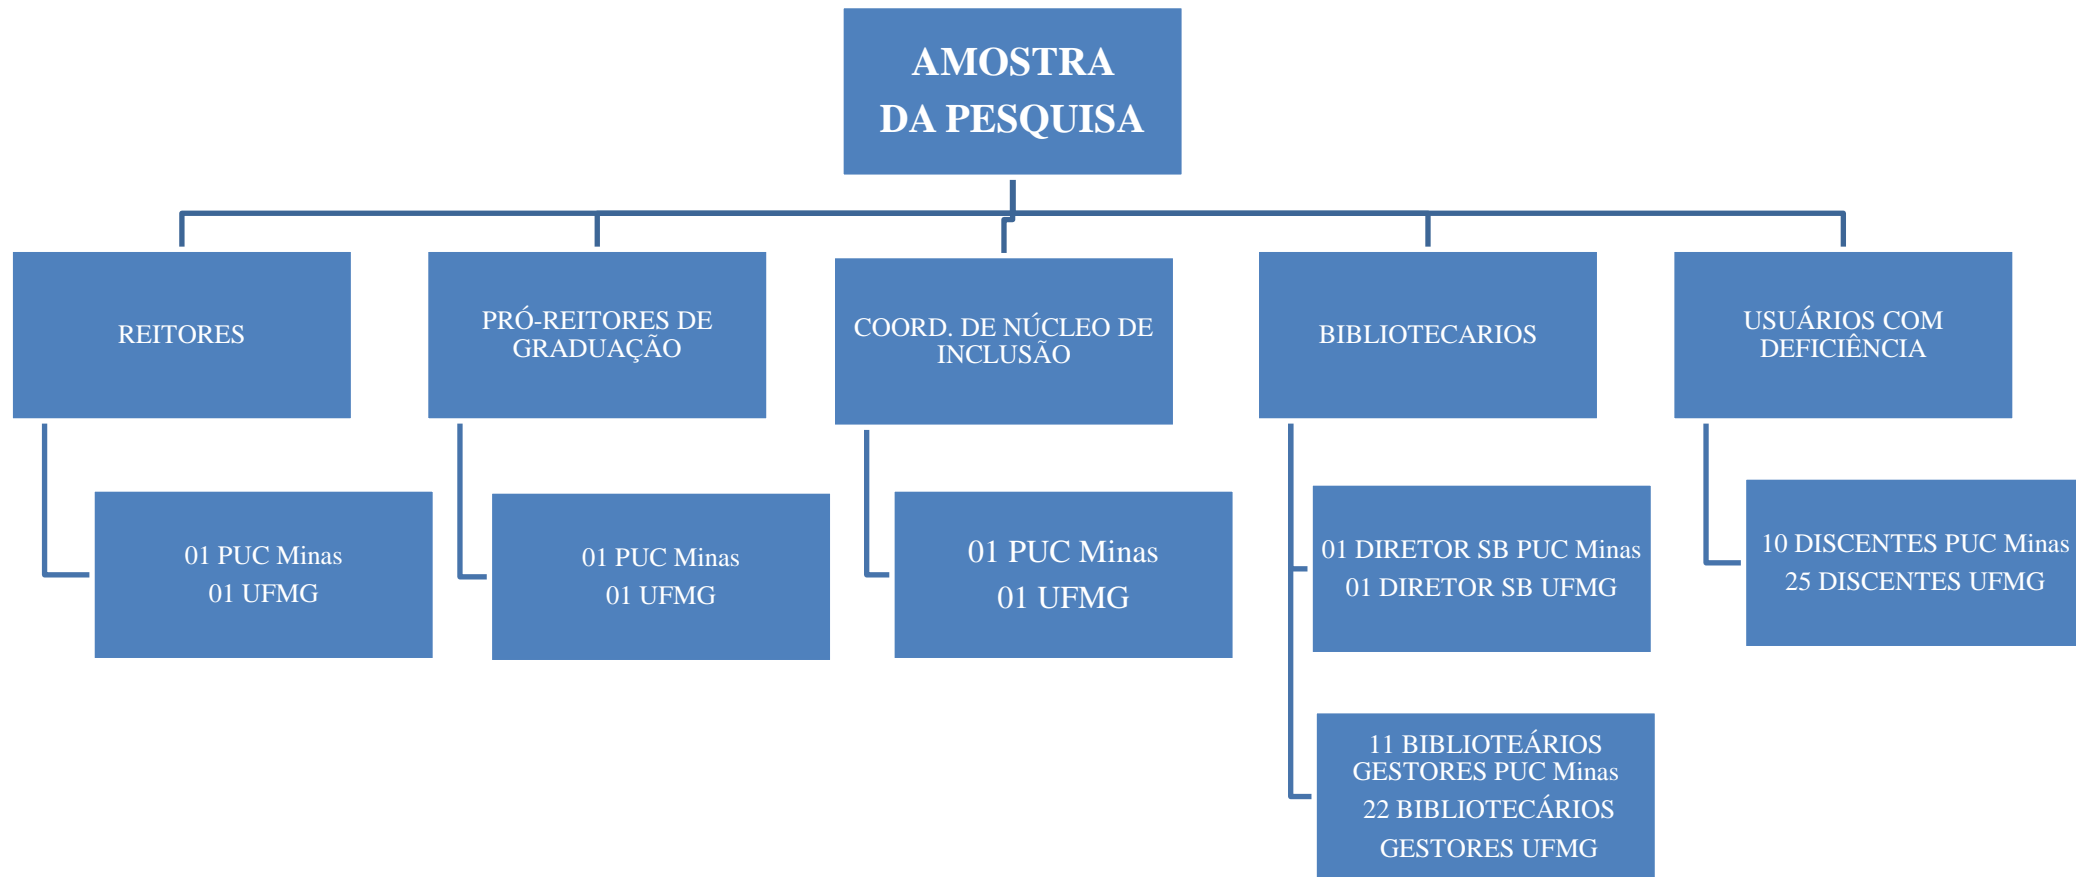 AMOSTRA
DA PESQUISA
REITORES
PRÓ-REITORES DE
GRADUAÇÃO
COORD. DE NÚCLEO DE
INCLUSÃO
BIBLIOTECARIOS
USUÁRIOS COM
DEFICIÊNCIA
01 PUC Minas
01 UFMG
01 PUC Minas
01 UFMG
01 PUC Minas
01 UFMG
01 DIRETOR SB PUC Minas
01 DIRETOR SB UFMG
10 DISCENTES PUC Minas
25 DISCENTES UFMG
11 BIBLIOTEÁRIOS
GESTORES PUC Minas
22 BIBLIOTECÁRIOS
GESTORES UFMG